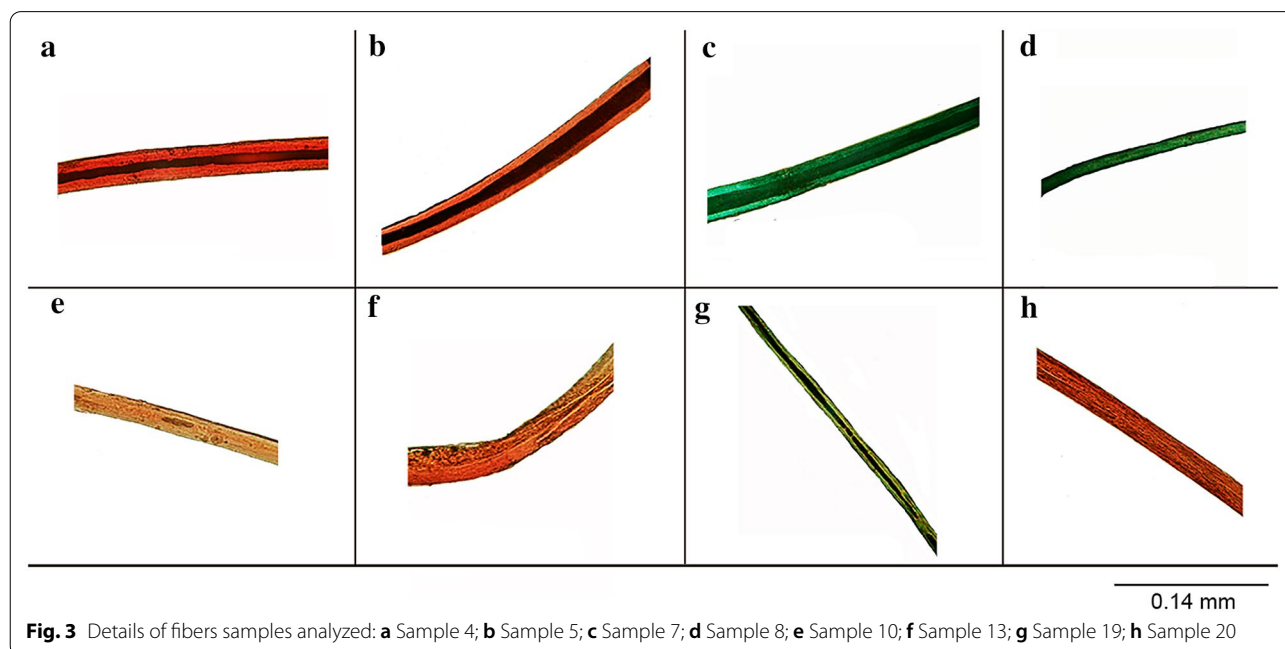 a
b
c
d
e
f
g
h
0.14 mm
Fig. 3 Details of fibers samples analyzed: a Sample 4; b Sample 5; c Sample 7; d Sample 8; e Sample 10; f Sample 13; g Sample 19; h Sample 20